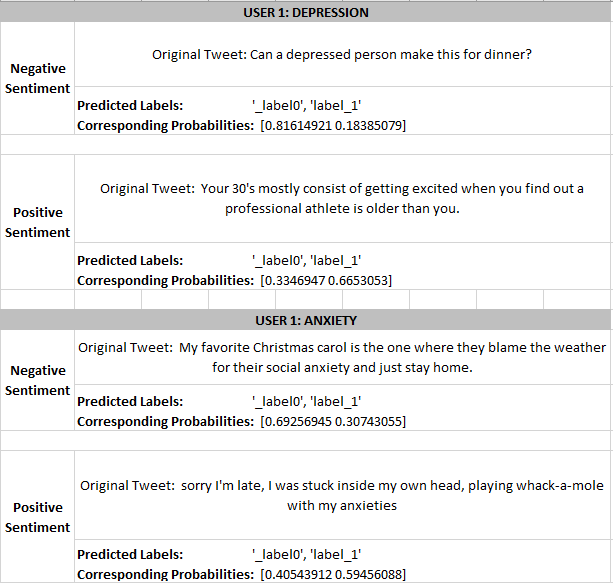 USER 1: DEPRESSION
Negative
Sentiment
Original Tweet: Can a depressed person make this for dinner?
Predicted Labels: '_label0', 'label_1'
Corresponding Probabilities: [0.81614921 0.18385079]
Positive
Sentiment
Original Tweet: Your 30's mostly consist of getting excited when you find out a
professional athlete is older than you.
Predicted Labels: '_label0', 'label_1'
Corresponding Probabilities: [0.3346947 0.6653053]
USER 1: ANXIETY
Negative
Sentiment
Original Tweet: My favorite Christmas carol is the one where they blame the weather
for their social anxiety and just stay home.
Predicted Labels: '_label0', 'label_1'
Corresponding Probabilities: [0.69256945 0.30743055]
Positive
Sentiment
Original Tweet: sorry I'm late, I was stuck inside my own head, playing whack-a-mole
with my anxieties
Predicted Labels: '_label0', 'label_1'
Corresponding Probabilities: [0.40543912 0.59456088]